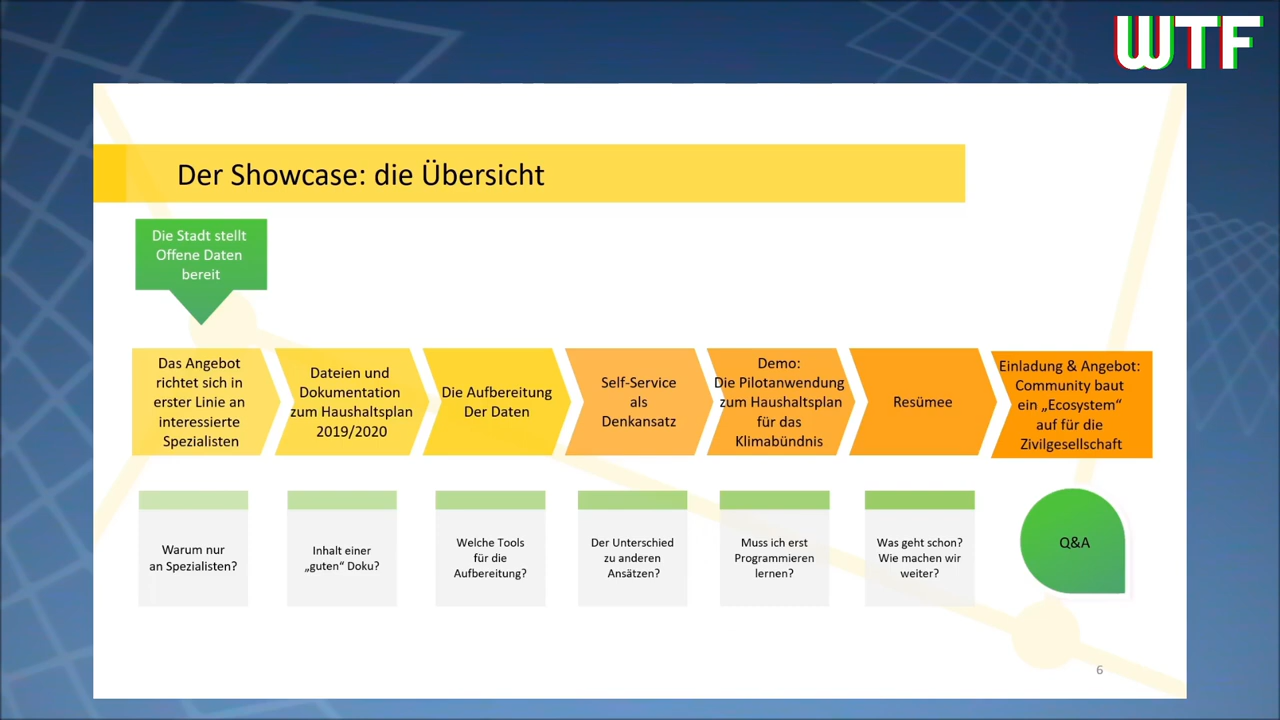 WTF
Der Showcase: die Übersicht
Die Stadt stellt
Offene Daten
bereit
Das Angebot
richtet sich in
erster Linie an
interessierte
Spezialisten
Dateien und
Dokumentation
zum Haushaltsplan
2019/2020
Die Aufbereitung
Der Daten
Self-Service
als
Denkansatz
Demo:
Die Pilotanwendung
zum Haushaltsplan
für das
Klimabündnis
Resümee
Einladung & Angebot:
Community baut
ein „Ecosystem“
auf für die
Zivilgesellschaft
Warum nur
an Spezialisten?
Inhalt einer
„guten“ Doku?
Welche Tools
für die
Aufbereitung?
Der Unterschied
zu anderen
Ansätzen?
Muss ich erst
Programmieren
lernen?
Was geht schon?
Wie machen wir
weiter?
Q&A
6